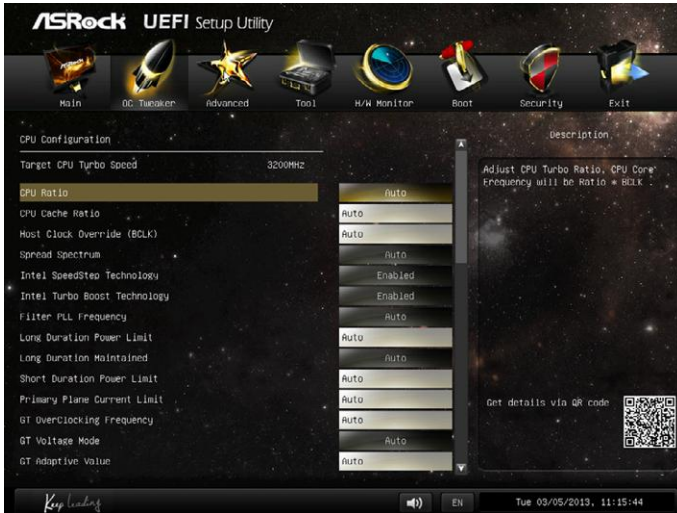 ASRock UEFI Setup Utility
Main OC Tweaker Advanced Tool H/W Monitor Boot Security Exit
CPU Configuration
Description
Target CPU Turbo Speed 3200MHz
Adjust CPU Turbo Ratio. CPU Core
Frequency will be Ratio * BCLK .
CPU Ratio Auto
CPU Cache Ratio Auto
Host Clock Override (BCLK) Auto
Spread Spectrum Auto
Intel SpeedStep Technology Enabled
Intel Turbo Boost Technology Enabled
Filter PLL Frequency Auto
Long Duration Power Limit Auto
Long Duration Maintained Auto
Short Duration Power Limit Auto
Primary Plane Current Limit Auto
Get details via QR code
GT OverClocking Frequency Auto
GT Voltage Mode Auto
GT Adaptive Value Auto
Keep Leading
EN
Tue 03/05/2013, 11:15:44